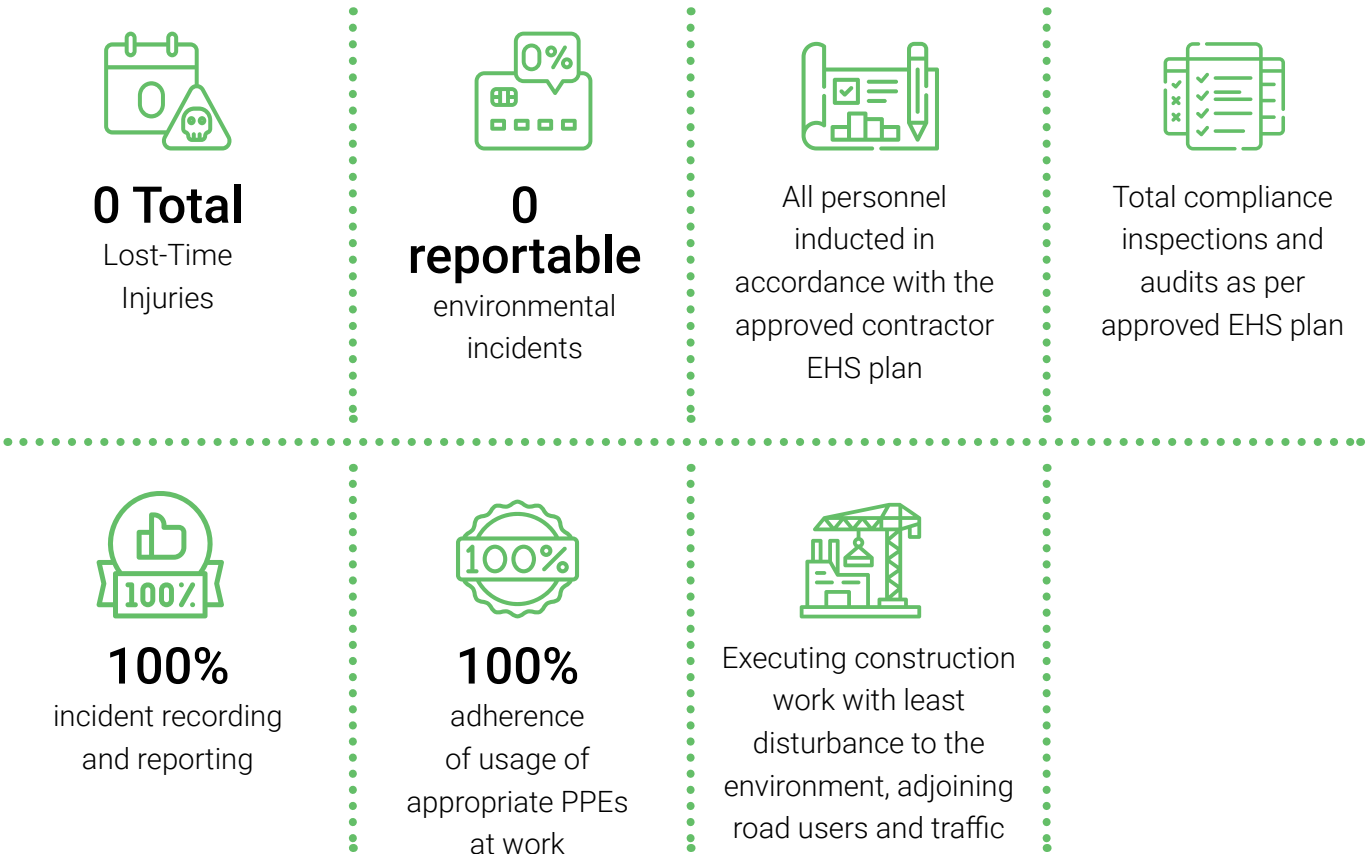 0
0%
0 Total
Lost-Time
Injuries
0
reportable
environmental
incidents
All personnel
inducted in
accordance with the
approved contractor
EHS plan
Total compliance
inspections and
audits as per
approved EHS plan
100%
100%
incident recording
and reporting
100%
100%
adherence
of usage of
appropriate PPEs
at work
Executing construction
work with least
disturbance to the
environment, adjoining
road users and traffic